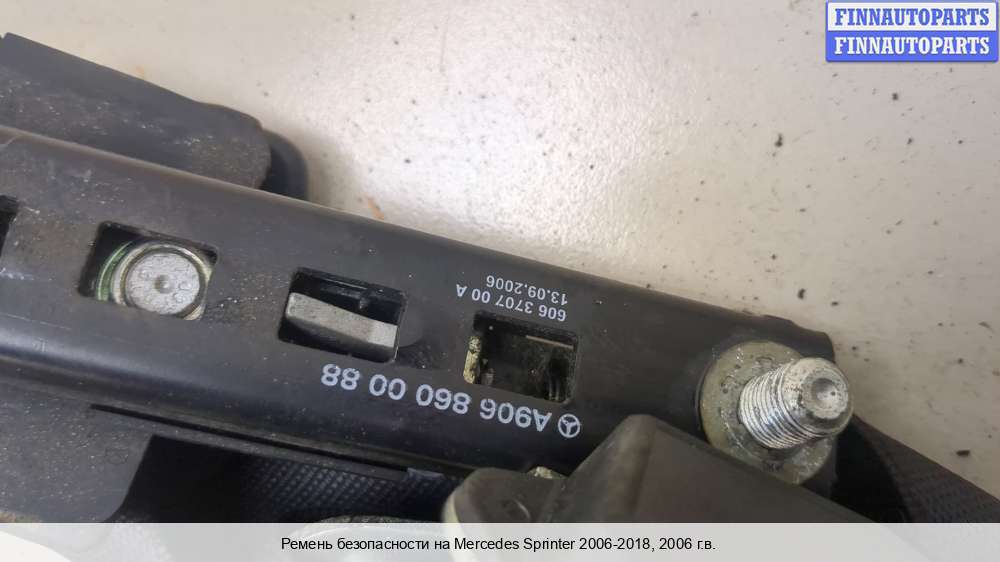 FINNAUTOPARTS
FINNAUTOPARTS
606 3707 00 A
13.09.2006
A906 860 00 88
Ремень безопасности на Mercedes Sprinter 2006-2018, 2006 г.в.